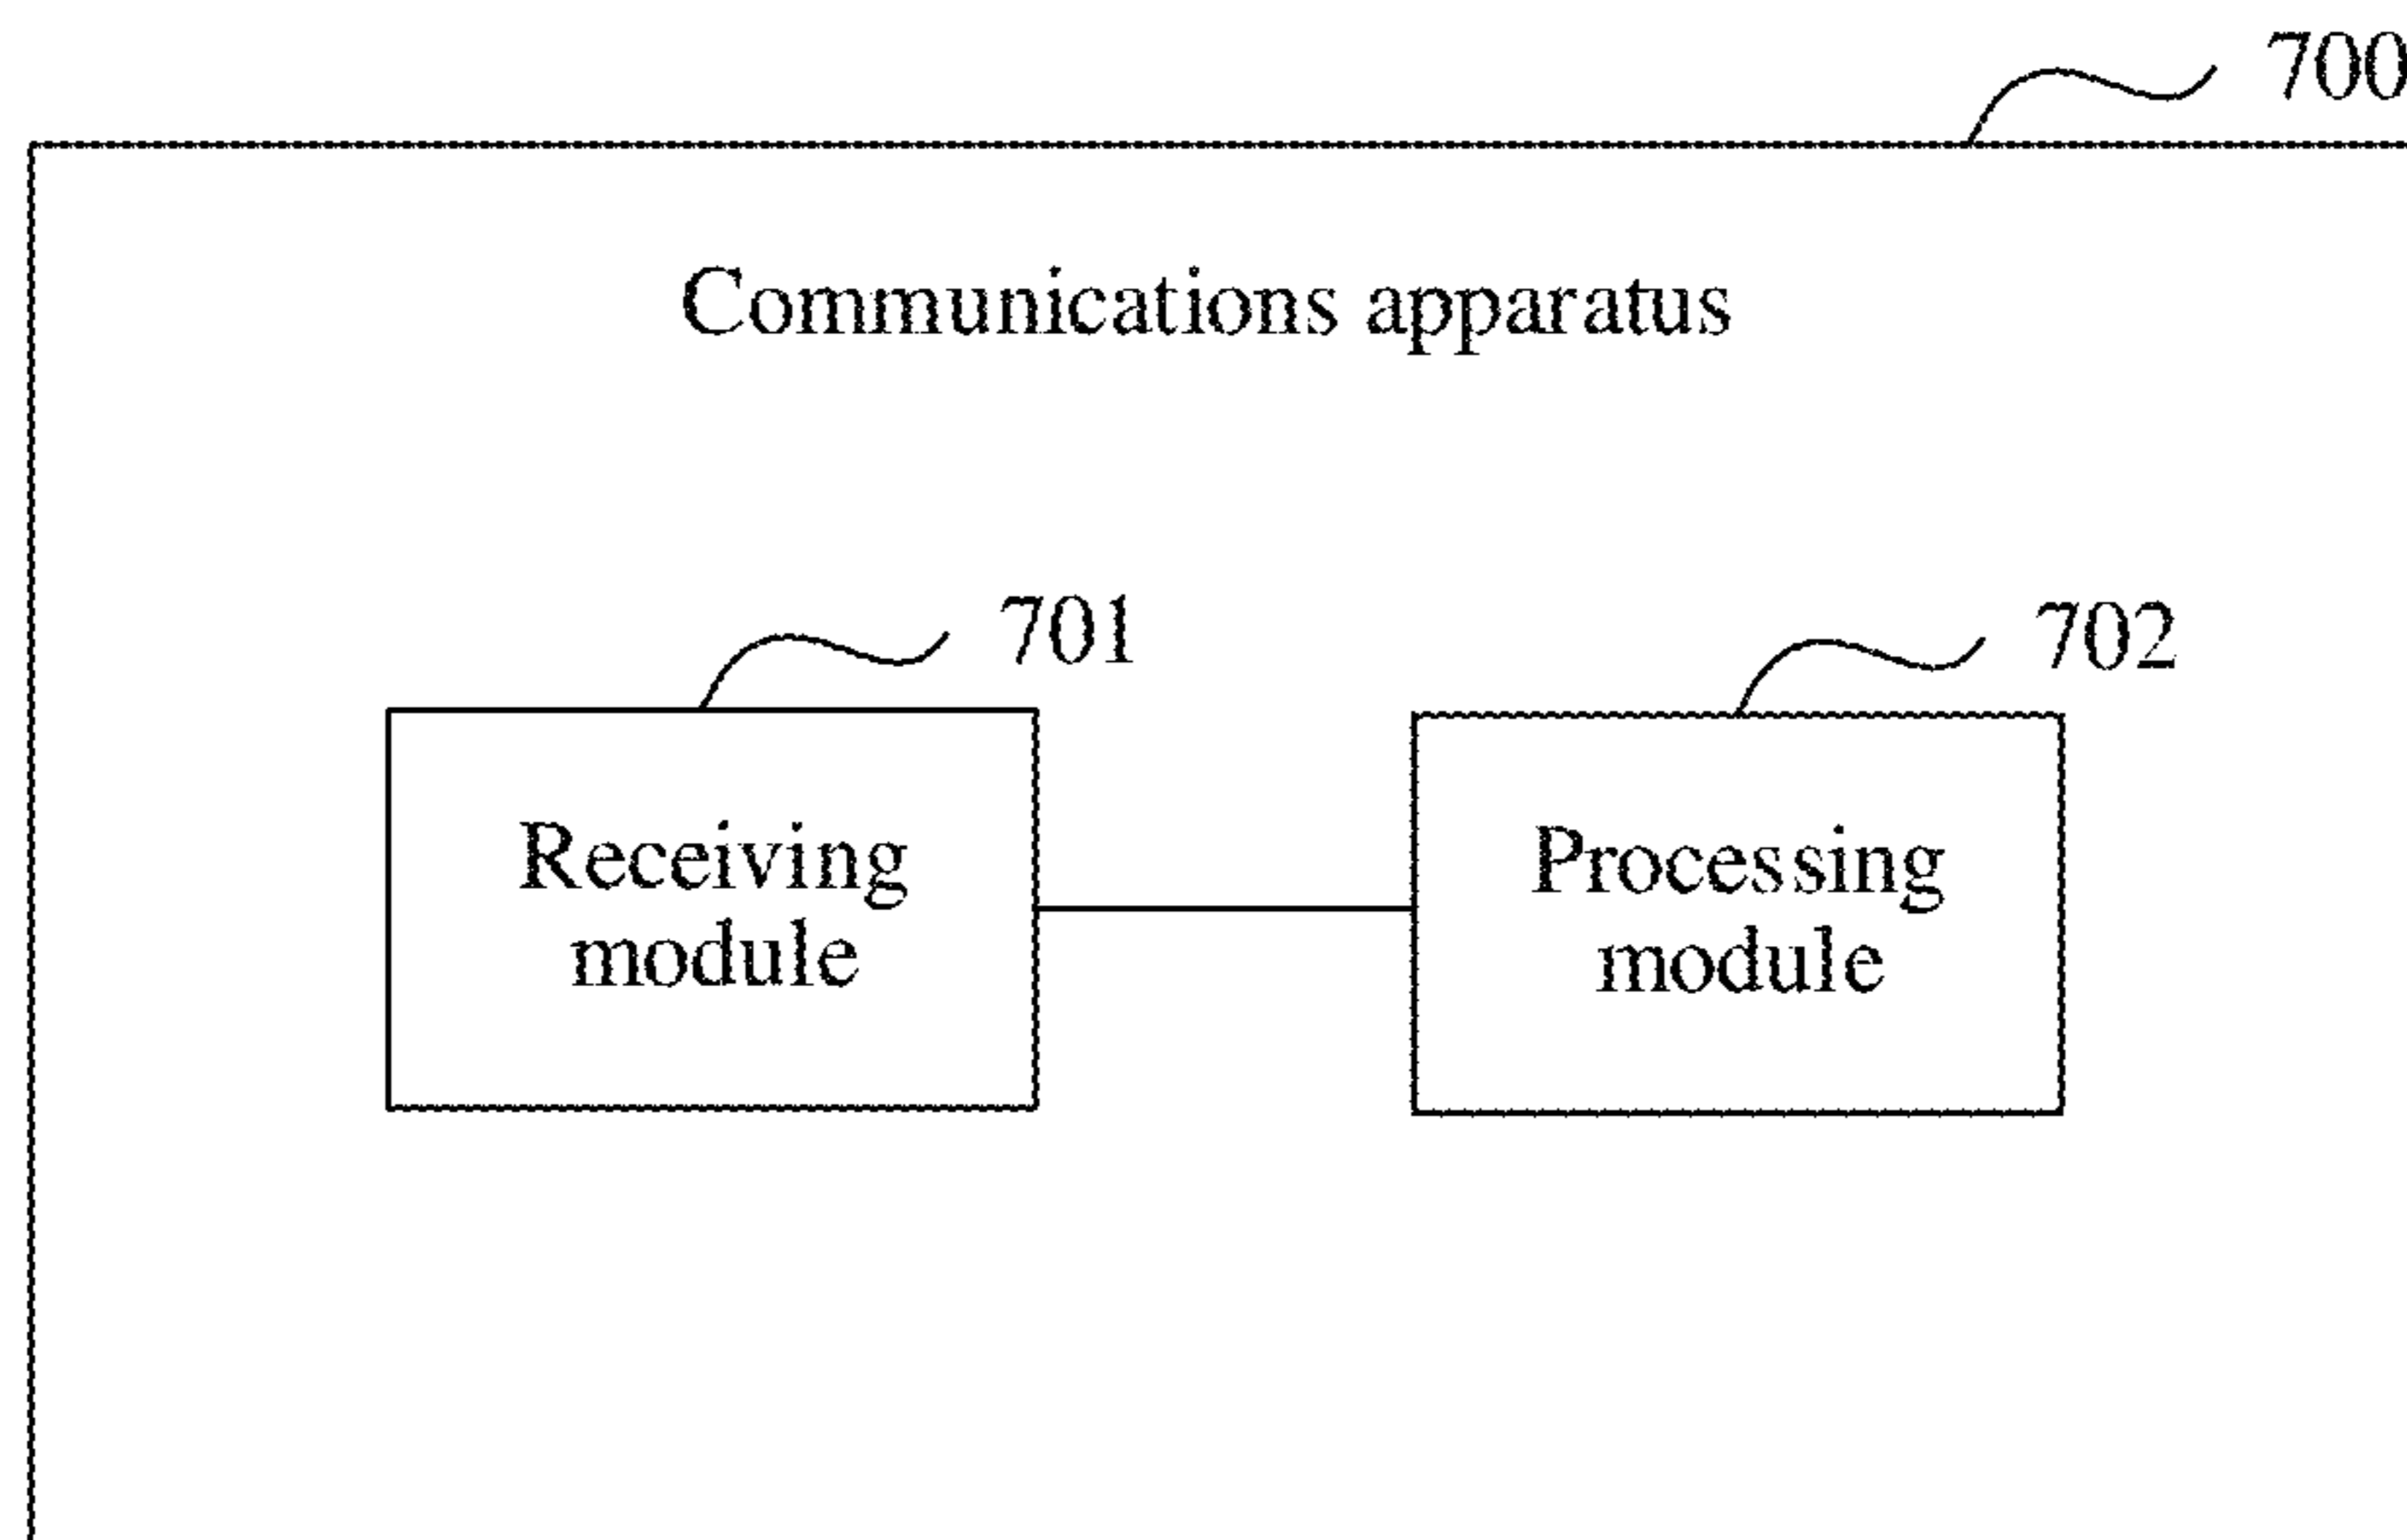 700
Communications apparatus
701
702
Receiving
module
Processing
module